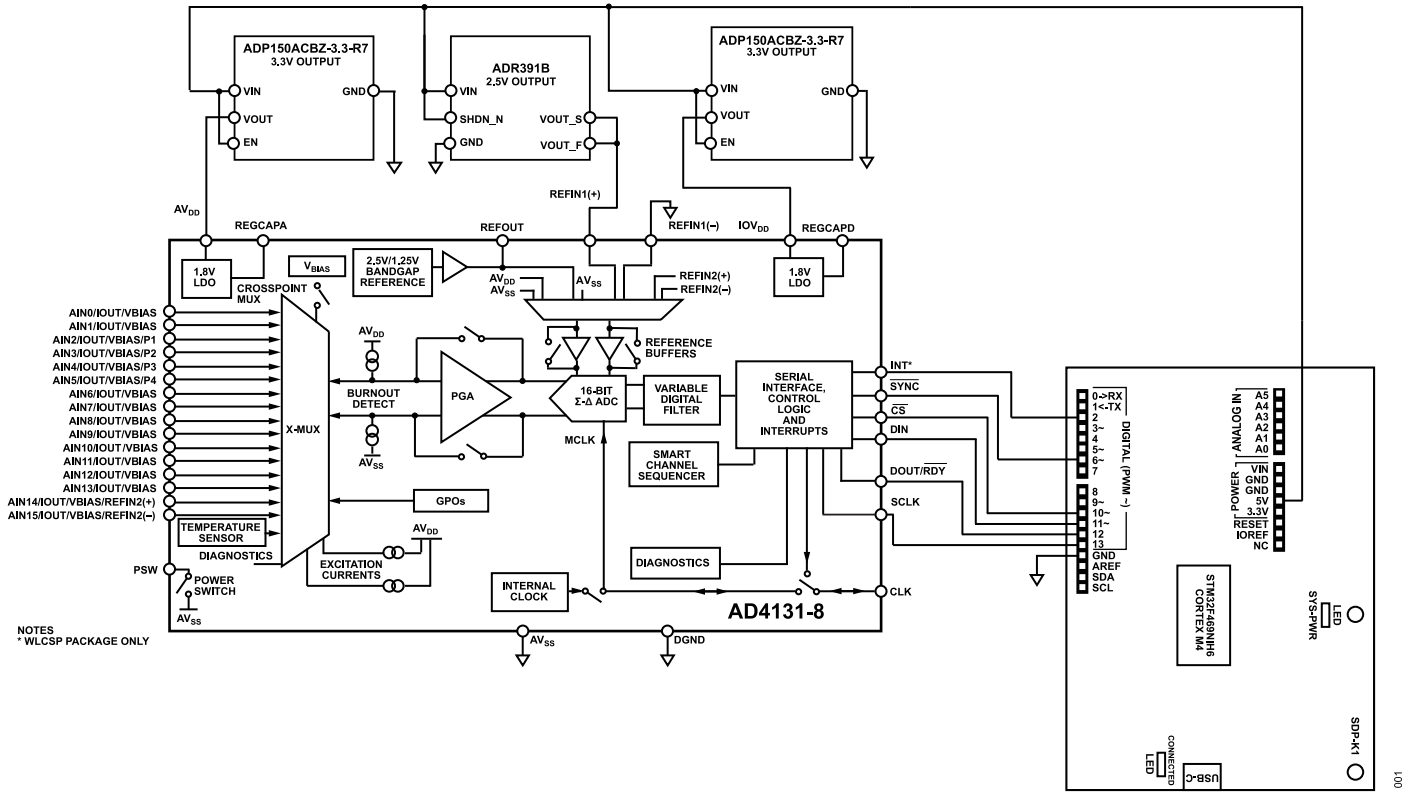 ADP150ACBZ-3.3-R7
3.3V OUTPUT
VIN
VOUT
EN
GND
ADR391B
2.5V OUTPUT
VIN
SHDN_N
GND
VOUT_S
VOUT_F
ADP150ACBZ-3.3-R7
3.3V OUTPUT
VIN
VOUT
EN
GND
AVDD
REGCAPA
REFOUT
REFIN1(+)
REFIN1(–)
IOVDD
REGCAPD
1.8V
LDO
VBIAS
CROSSPOINT
MUX
2.5V/1.25V
BANDGAP
REFERENCE
AVDD
AVSS
AVSS
REFIN2(+)
REFIN2(–)
1.8V
LDO
AIN0/IOUT/VBIAS
AIN1/IOUT/VBIAS
AIN2/IOUT/VBIAS/P1
AIN3/IOUT/VBIAS/P2
AIN4/IOUT/VBIAS/P3
AIN5/IOUT/VBIAS/P4
AIN6/IOUT/VBIAS
AIN7/IOUT/VBIAS
AIN8/IOUT/VBIAS
AIN9/IOUT/VBIAS
AIN10/IOUT/VBIAS
AIN11/IOUT/VBIAS
AIN12/IOUT/VBIAS
AIN13/IOUT/VBIAS
AIN14/IOUT/VBIAS/REFIN2(+)
AIN15/IOUT/VBIAS/REFIN2(–)
TEMPERATURE
SENSOR
DIAGNOSTICS
PSW
POWER
SWITCH
AVSS
X-MUX
AVDD
BURNOUT
DETECT
AVSS
PGA
REFERENCE
BUFFERS
16-BIT
Σ-Δ ADC
MCLK
VARIABLE
DIGITAL
FILTER
SERIAL
INTERFACE,
CONTROL
LOGIC
AND
INTERRUPTS
SMART
CHANNEL
SEQUENCER
GPOs
AVDD
EXCITATION
CURRENTS
DIAGNOSTICS
INTERNAL
CLOCK
AD4131-8
INT*
SYNC
CS
DIN
DOUT/RDY
SCLK
CLK
AVSS
DGND
NOTES
* WLCSP PACKAGE ONLY
0->RX
1<-TX
2
3~
4
5~
6~
7
8
9~
10~
11~
12
13
GND
AREF
SDA
SCL
DIGITAL (PWM ~)
ANALOG IN
A5
A4
A3
A2
A1
A0
POWER
VIN
GND
GND
5V
3.3V
RESET
IOREF
NC
STM32F469NIH6
CORTEX M4
LED
SYS-PWR
SDP-K1
CONNECTED
LED
USB-C
001